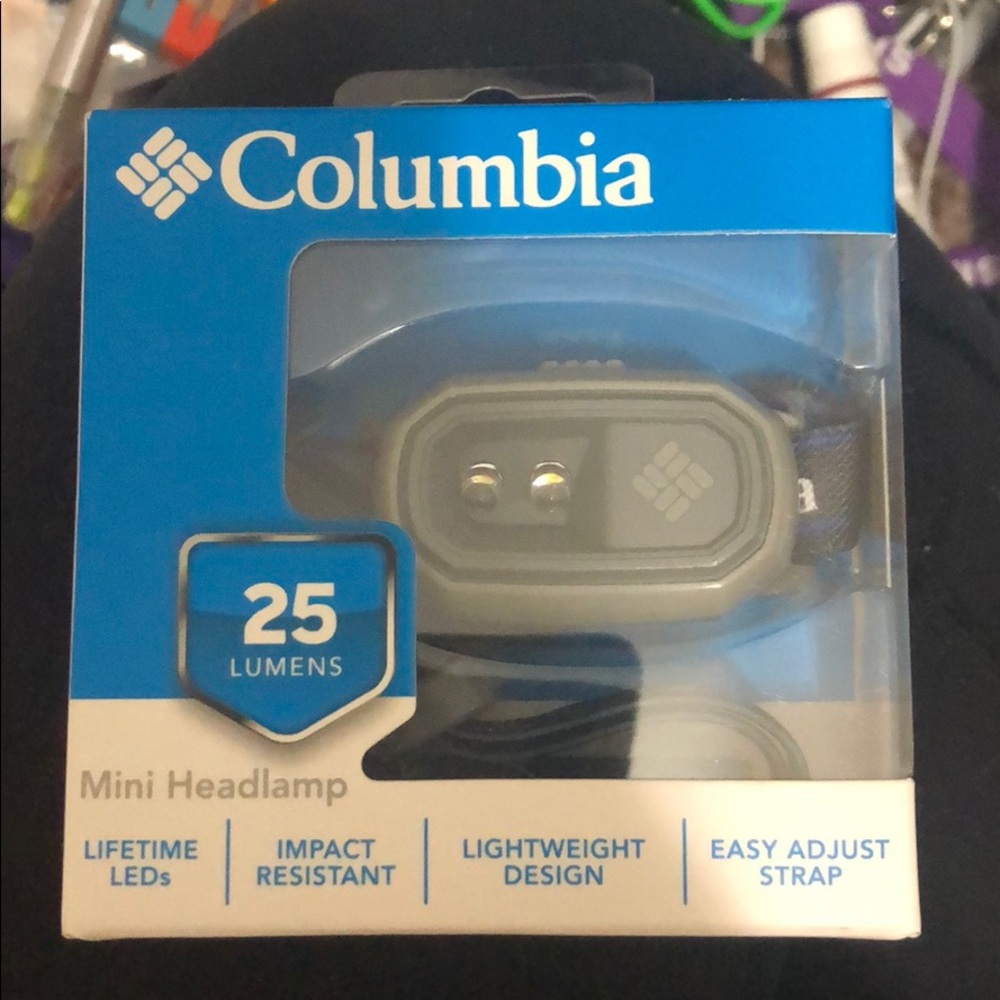 Columbia
25
LUMENS
Mini Headlamp
LIFETIME
LEDs
IMPACT
RESISTANT
LIGHTWEIGHT
DESIGN
EASY ADJUST
STRAP